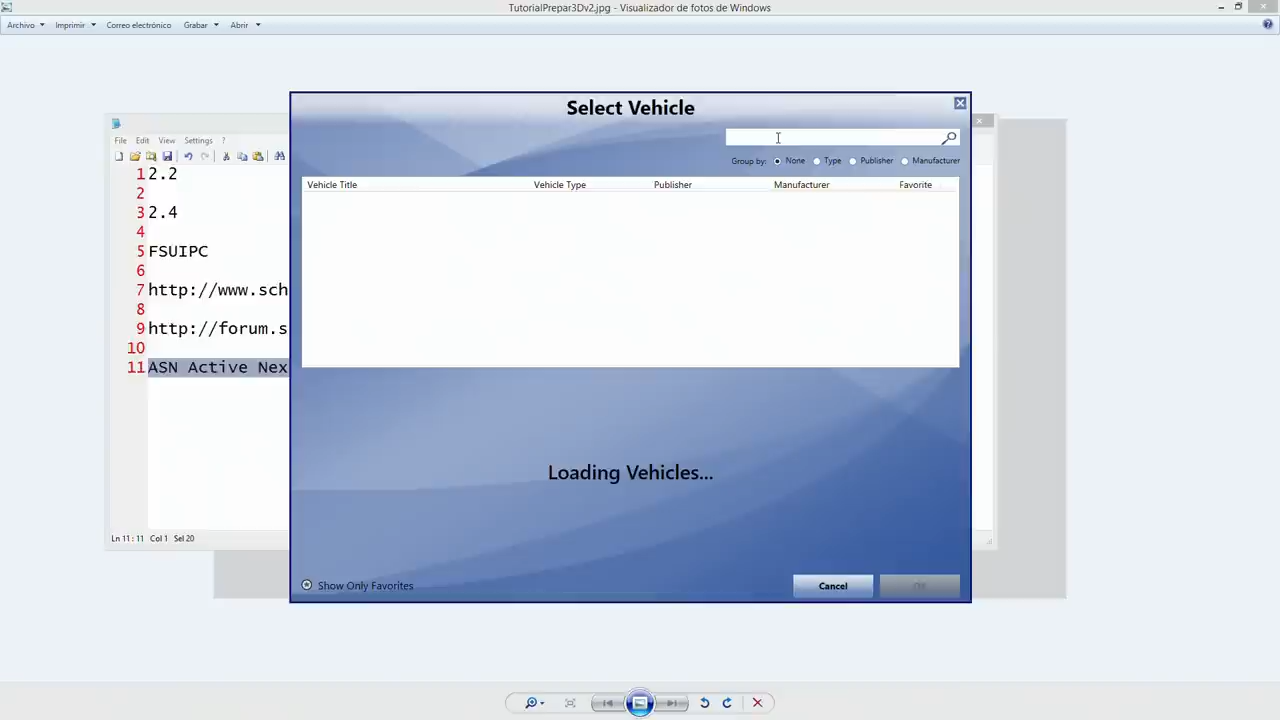 TutorialPrepar3Dv2.jpg - Visualizador de fotos de Windows
Archivo Imprimir Correo electrónico Grabar Abrir
Select Vehicle
File Edit View Settings ?
Group by: None Type Publisher Manufacturer
Vehicle Title Vehicle Type Publisher Manufacturer Favorite
1 2.2
2
3 2.4
4
5 FSUIPC
6
7 http://www.sch
8
9 http://forum.s
10
11 ASN Active Nex
Loading Vehicles...
Ln 11 : 11 Col 1 Sel 20
Show Only Favorites
Cancel